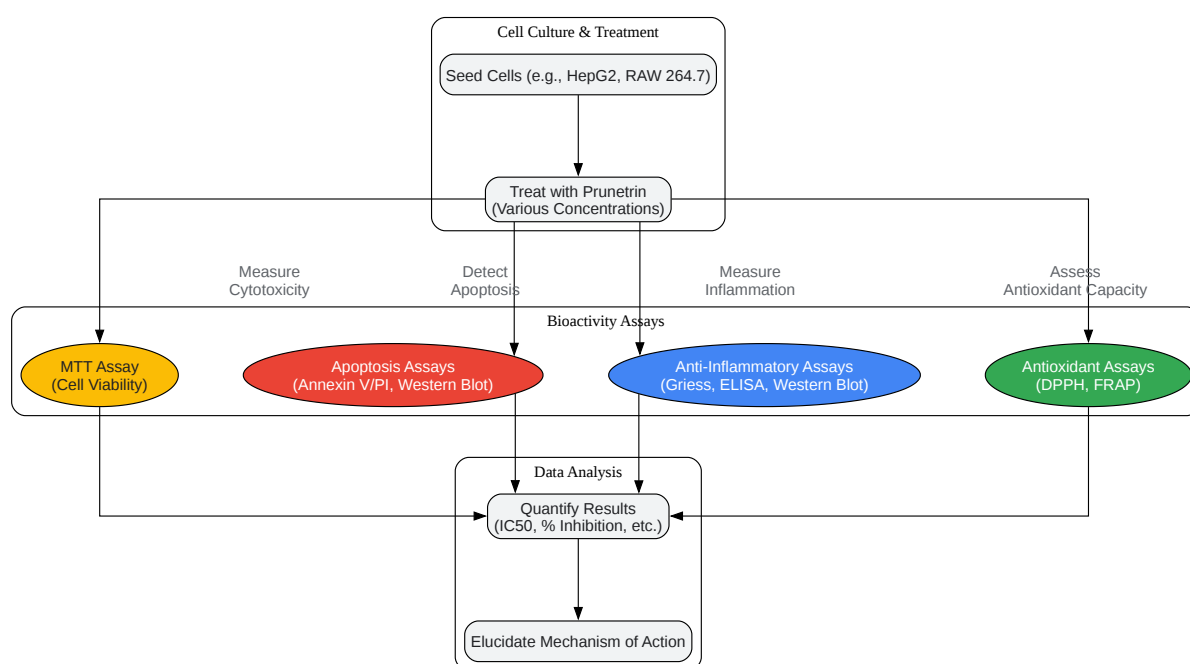 Cell Culture & Treatment
Seed Cells (e.g., HepG2, RAW 264.7)
Treat with Prunetrin
(Various Concentrations)
Measure
Cytotoxicity
Detect
Apoptosis
Measure
Inflammation
Assess
Antioxidant Capacity
Bioactivity Assays
MTT Assay
(Cell Viability)
Apoptosis Assays
(Annexin V/PI, Western Blot)
Anti-Inflammatory Assays
(Griess, ELISA, Western Blot)
Antioxidant Assays
(DPPH, FRAP)
Data Analysis
Quantify Results
(IC50, % Inhibition, etc.)
Elucidate Mechanism of Action